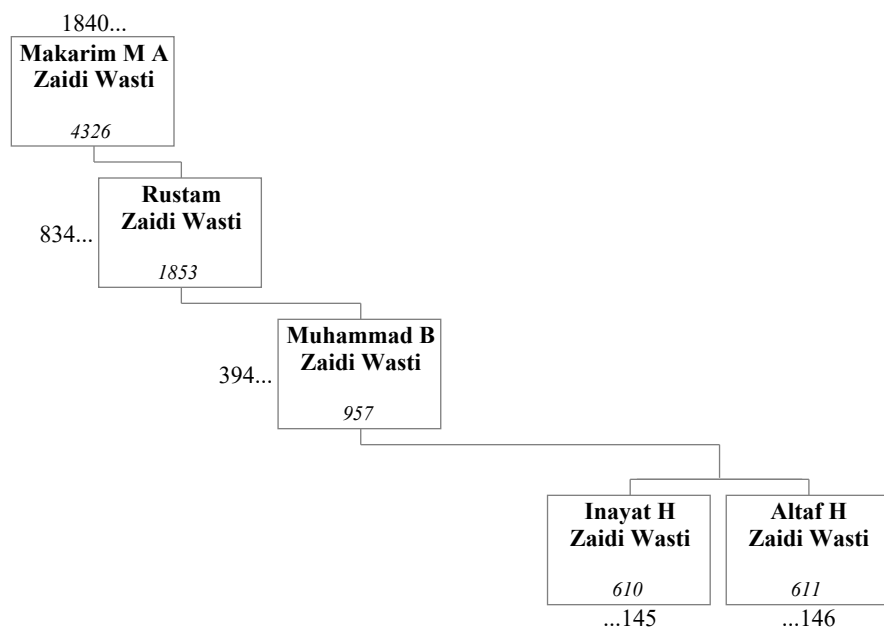 1840...
Makarim M A
Zaidi Wasti
4326
Rustam
Zaidi Wasti
834...
1853
Muhammad B
Zaidi Wasti
394...
957
Inayat H
Zaidi Wasti
610
...145
Altaf H
Zaidi Wasti
611
...146